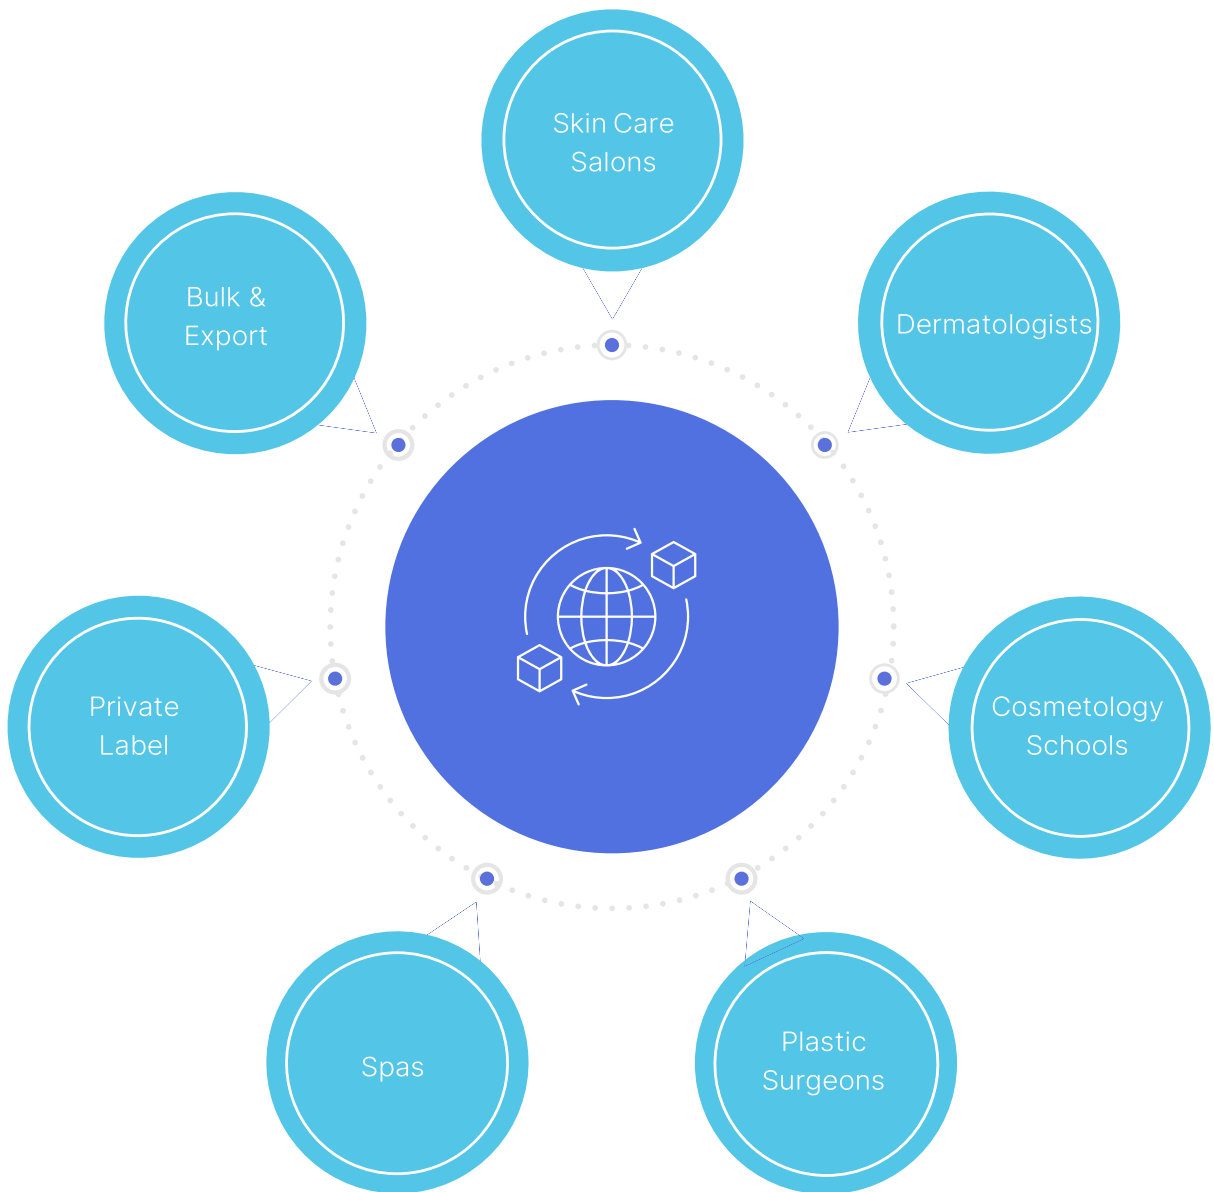 Skin Care
Salons
Dermatologists
Cosmetology
Schools
Plastic
Surgeons
Spas
Private
Label
Bulk &
Export